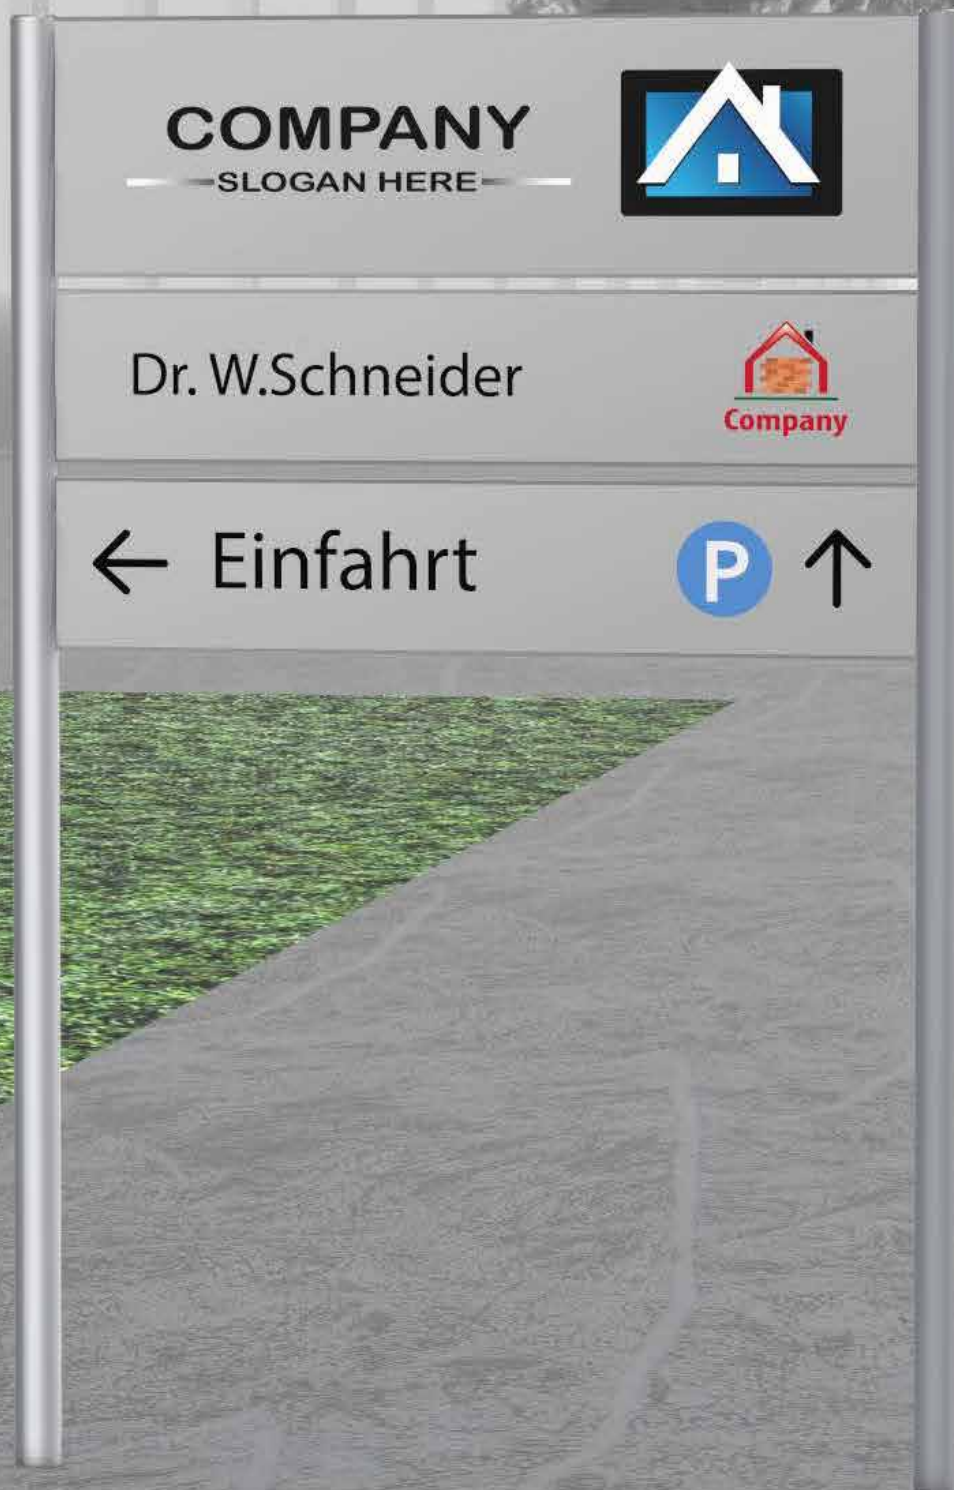 COMPANY
SLOGAN HERE
Dr. W.Schneider
Company
← Einfahrt P ↑